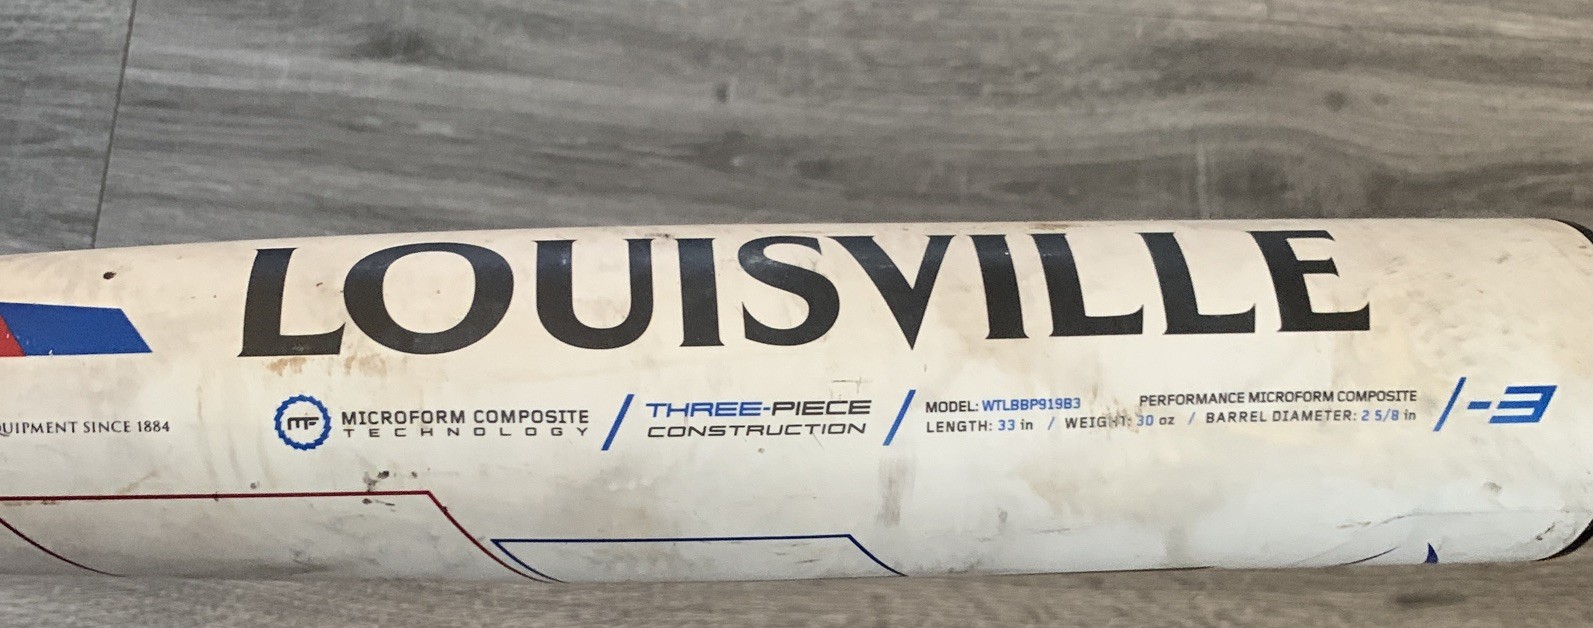 LOUISVILLE
SINCE 1884
MF
MICROFORM COMPOSITE
TECHNOLOGY
THREE-PIECE
CONSTRUCTION
MODEL: WTLBBP919B3 PERFORMANCE MICROFORM COMPOSITE
LENGTH: 33 in / WEIGHT: 30 oz / BARREL DIAMETER: 2 5/8 in
-3